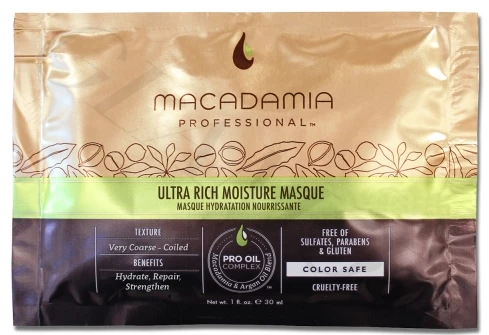 MACADAMIA
PROFESSIONAL™
ULTRA RICH MOISTURE MASQUE
MASQUE HYDRATATION NOURRISSANTE
TEXTURE
Very Coarse - Coiled
BENEFITS
Hydrate, Repair,
Strengthen
PRO OIL
COMPLEX
Macadamia & Argan Oil Blend
™
FREE OF
SULFATES, PARABENS
& GLUTEN
COLOR SAFE
CRUELTY-FREE
Net wt. 1 fl. oz. ℮ 30 ml